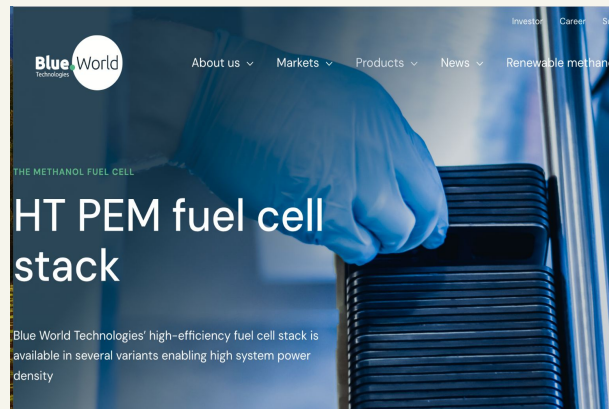 Investor Career
Blue World
Technologies
About us Markets Products News Renewable
THE METHANOL FUEL CELL
HT PEM fuel cell
stack
Blue World Technologies’ high-efficiency fuel cell stack is
available in several variants enabling high system power
density